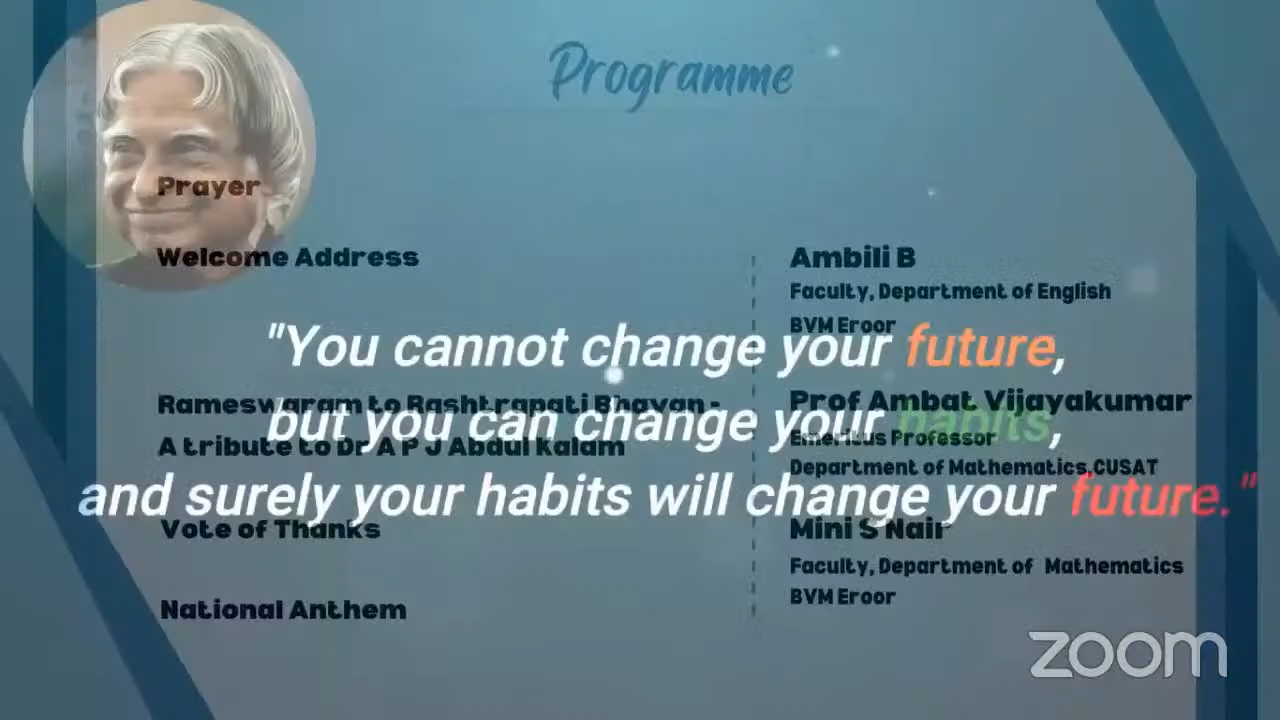 Programme
Prayer
Welcome Address
Ambili B
Faculty, Department of English
BVM Eroor
"You cannot change your future,
but you can change your habits,
and surely your habits will change your future."
Rameswaram to Rashtrapati Bhavan -
A tribute to Dr A P J Abdul Kalam
Prof Ambat Vijayakumar
Emeritus Professor
Department of Mathematics,CUSAT
Vote of Thanks
Mini S Nair
Faculty, Department of Mathematics
BVM Eroor
National Anthem
zoom